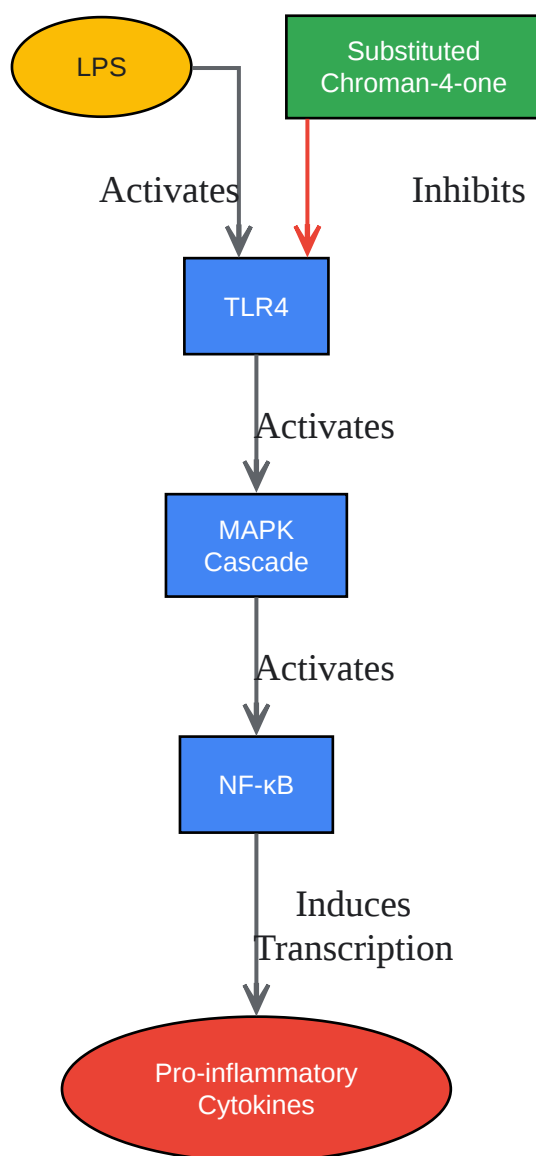 LPS
Substituted
Chroman-4-one
Activates
Inhibits
TLR4
Activates
MAPK
Cascade
Activates
NF-κB
Induces
Transcription
Pro-inflammatory
Cytokines